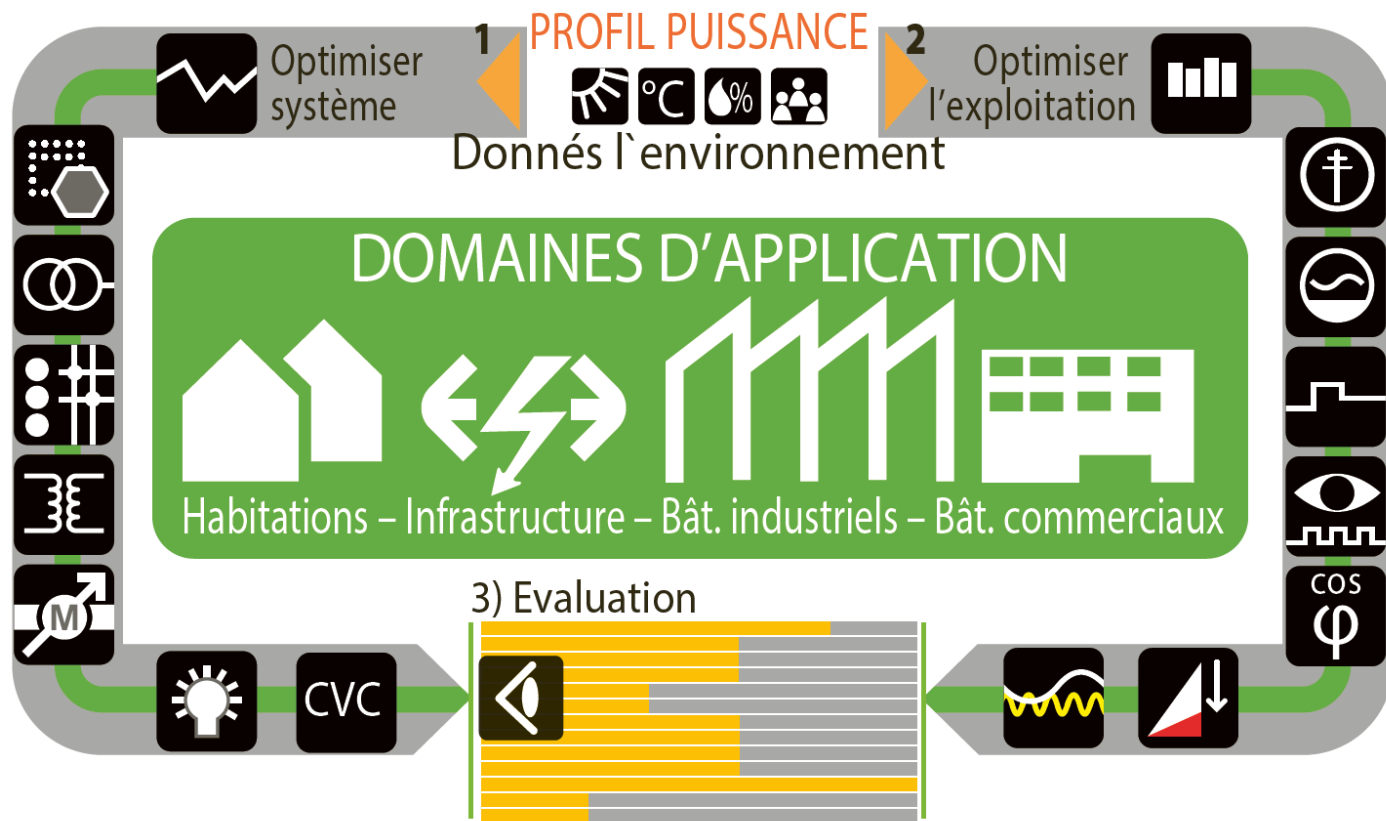 PROFIL PUISSANCE
1
Optimiser
système
2
Optimiser
l'exploitation
°C
%
Donnés l`environnement
DOMAINES D'APPLICATION
Habitations – Infrastructure – Bât. industriels – Bât. commerciaux
M
COS
φ
3) Evaluation
CVC